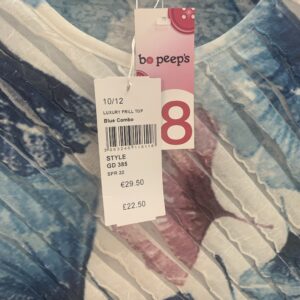 bo peep's
8
10/12
LUXURY FRILL TOP
Blue Combo
STYLE
GD 385
SPR 22
€29.50
£22.50